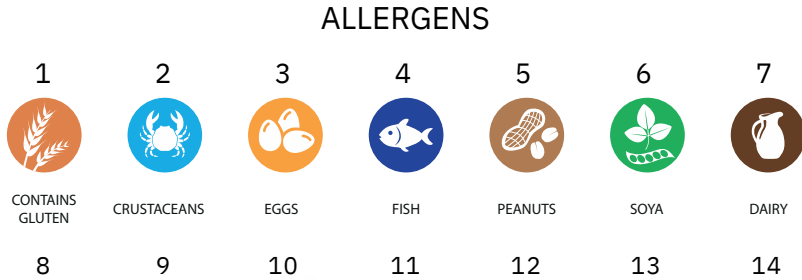 ALLERGENS
1 2 3 4 5 6 7
CONTAINS GLUTEN CRUSTACEANS EGGS FISH PEANUTS SOYA DAIRY
8 9 10 11 12 13 14